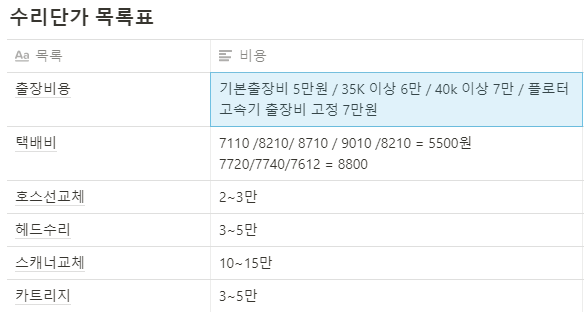 수리단가 목록표
Aa 목록
비용
출장비용
기본출장비 5만원 / 35K 이상 6만 / 40k 이상 7만 / 플로터
고속기 출장비 고정 7만원
택배비
7110 /8210/ 8710 / 9010 /8210 = 5500원
7720/7740/7612 = 8800
호스선교체
2~3만
헤드수리
3~5만
스캐너교체
10~15만
카트리지
3~5만